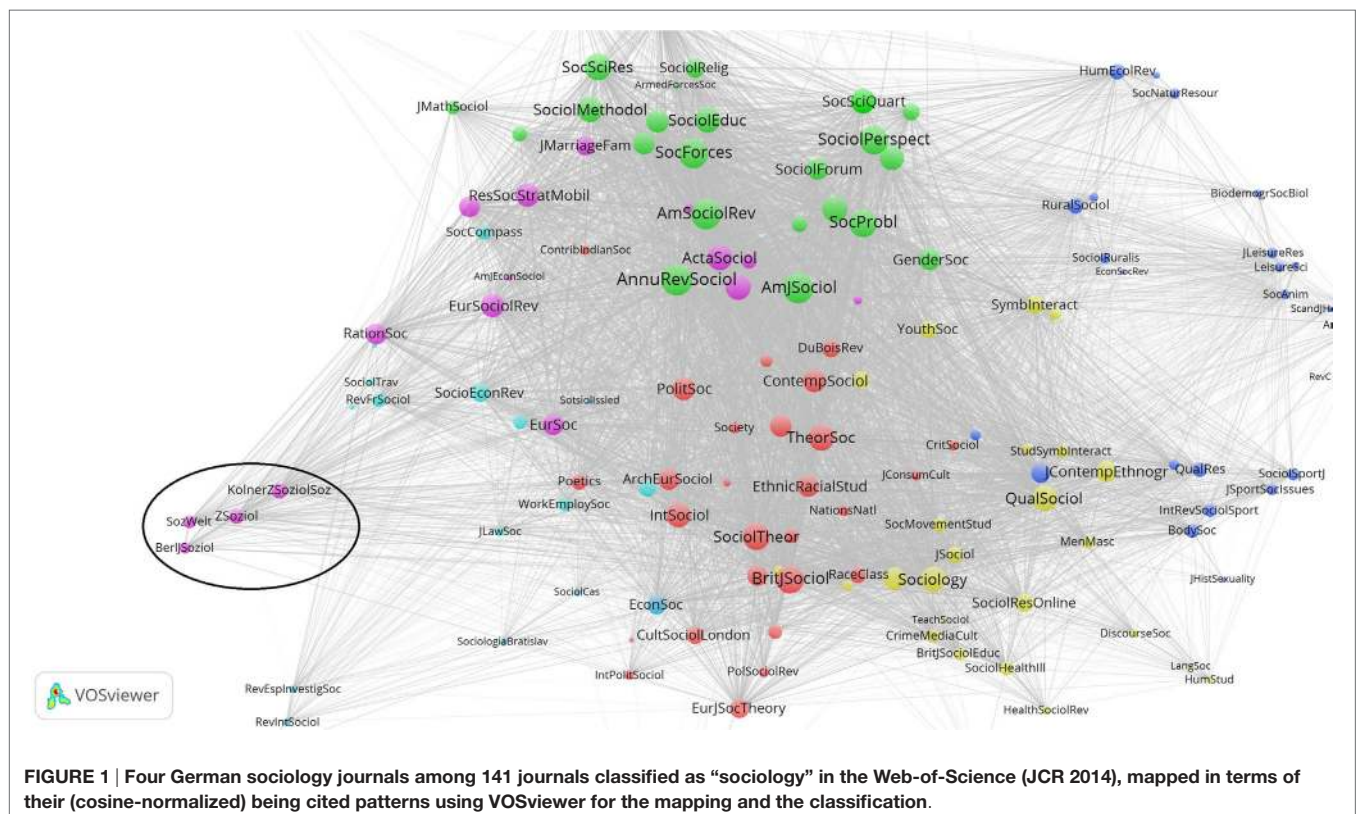 SocSciRes
SociolRelig
ArmedForcesSoc
HumEcolRev
SocNaturResour
JMathSociol
SociolMethodol
SociolEduc
SocSciQuart
JMarriageFam
SocForces
SociolPerspect
SociolForum
ResSocStratMobil
AmSociolRev
SocProbl
RuralSociol
BiodemogrSocBiol
SocCompass
ContribIndianSoc
ActaSociol
GenderSoc
SociolRuralis
JLeisureRes
LeisureSci
EconSocRev
AmJEconSociol
AnnuRevSociol
AmJSociol
SocAnim
ScandJH
EurSociolRev
SymbInteract
RationSoc
YouthSoc
DuBoisRev
RevC
SociolTrav
RevFrSociol
SocioEconRev
Sotsiolissled
PolitSoc
ContempSociol
EurSoc
Society
TheorSoc
CritSociol
StudSymbInteract
KolnerZSoziolSoz
Poetics
ArchEurSociol
EthnicRacialStud
JConsumCult
JContempEthnogr
QualRes
SociolSportJ
JSportSocissues
SozWelt
ZSoziol
WorkEmploySoc
IntSociol
NationsNatl
QualSociol
IntRevSociolSport
BodySoc
BerlJSoziol
JLawSoc
SociolTheor
SocMovementStud
MenMasc
JSociol
BritJSociol
RaceClass
Sociology
JHistSexuality
SociolCas
EconSoc
SociolResOnline
TeachSociol
SociologiaBratislav
CultSociolLondon
CrimeMediaCult
DiscourseSoc
BritJSociolEduc
IntPolitSociol
PolSociolRev
SociolHealthIll
LangSoc
HumStud
RevEspInvestigSoc
EurJSocTheory
HealthSociolRev
RevIntSociol
VOSviewer
FIGURE 1 | Four German sociology journals among 141 journals classified as “sociology” in the Web-of-Science (JCR 2014), mapped in terms of
their (cosine-normalized) being cited patterns using VOSviewer for the mapping and the classification.